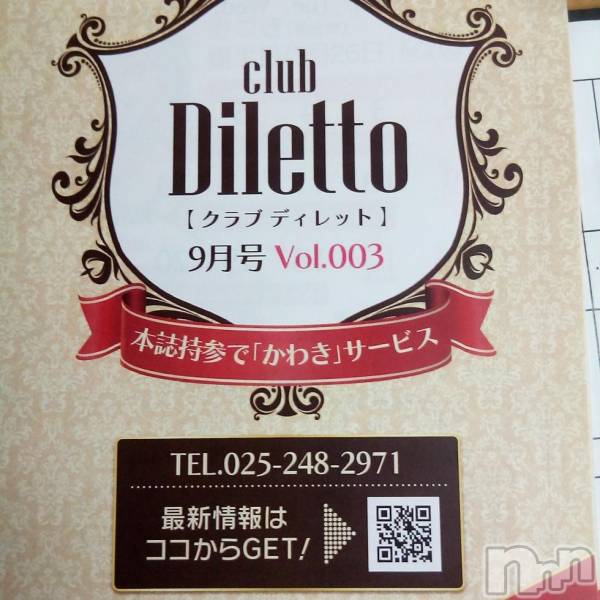 club
Diletto
【クラブ ディレット】
9月号 Vol.003
本誌持参で「かわき」サービス
TEL.025-248-2971
最新情報は
ココからGET!